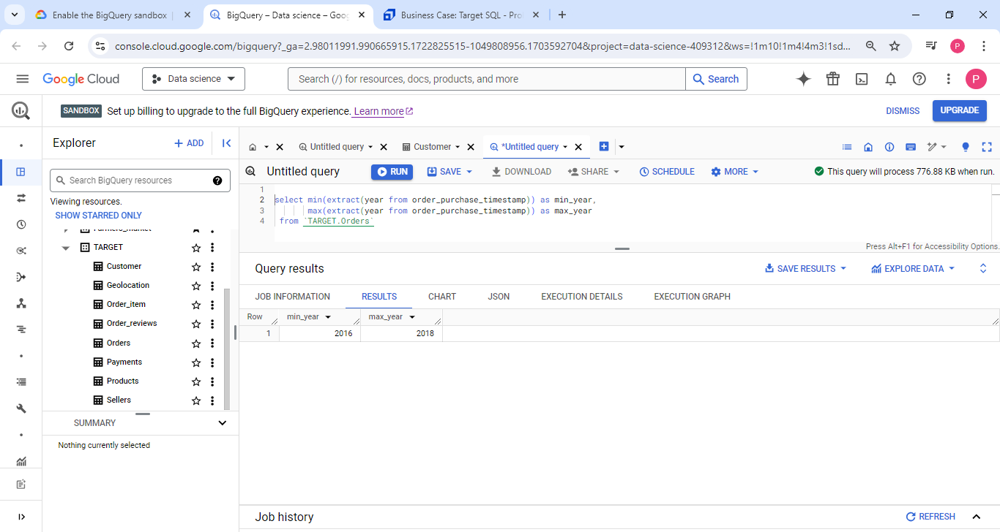 Enable the BigQuery sandbox
BigQuery – Data science – Goog
Business Case: Target SQL - Pro
console.cloud.google.com/bigquery?_ga=2.98011991.990665915.1722825515-1049808956.1703592704&project=data-science-409312&ws=!1m10!1m4!4m3!1sd...
P
Google Cloud
Data science
Search (/) for resources, docs, products, and more
Search
P
SANDBOX Set up billing to upgrade to the full BigQuery experience. Learn more
DISMISS
UPGRADE
Explorer
+ ADD
Untitled query
Customer
*Untitled query
Search BigQuery resources
Untitled query
RUN
SAVE
DOWNLOAD
SHARE
SCHEDULE
MORE
This query will process 776.88 KB when run.
Viewing resources.
SHOW STARRED ONLY
Farmers_market
TARGET
Customer
Geolocation
Order_item
Order_reviews
Orders
Payments
Products
Sellers
SUMMARY
Nothing currently selected
1
2 select min(extract(year from order_purchase_timestamp)) as min_year,
3 max(extract(year from order_purchase_timestamp)) as max_year
4 from `TARGET.Orders`
Press Alt+F1 for Accessibility Options.
Query results
SAVE RESULTS
EXPLORE DATA
JOB INFORMATION
RESULTS
CHART
JSON
EXECUTION DETAILS
EXECUTION GRAPH
Row min_year max_year
1 2016 2018
Job history
REFRESH